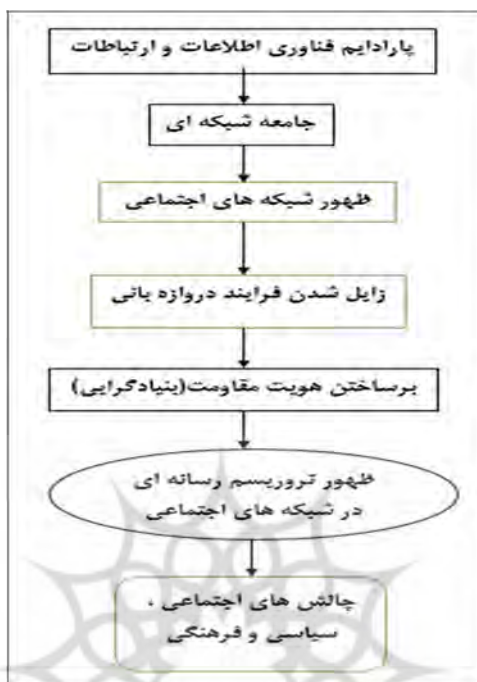 پارادایم فناوری اطلاعات و ارتباطات
جامعه شبکه ای
ظهور شبکه های اجتماعی
زایل شدن فرایند دروازه بانی
برساختن هویت مقاومت(بنیادگرایی)
ظهور تروریسم رسانه ای
در شبکه های اجتماعی
چالش های اجتماعی ،
سیاسی و فرهنگی